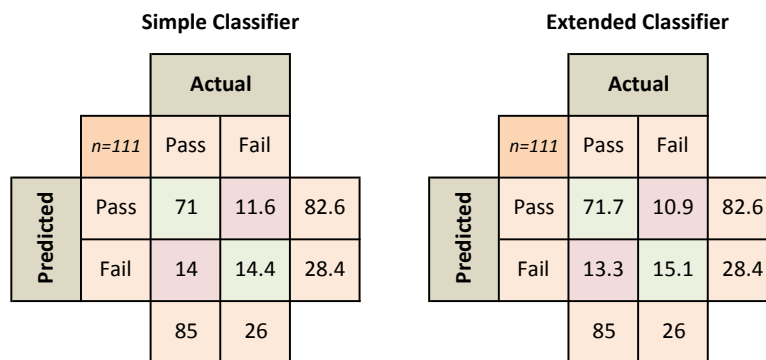 Simple Classifier
Actual
n=111 Pass Fail
Predicted
Pass 71 11.6 82.6
Fail 14 14.4 28.4
85 26
Extended Classifier
Actual
n=111 Pass Fail
Predicted
Pass 71.7 10.9 82.6
Fail 13.3 15.1 28.4
85 26